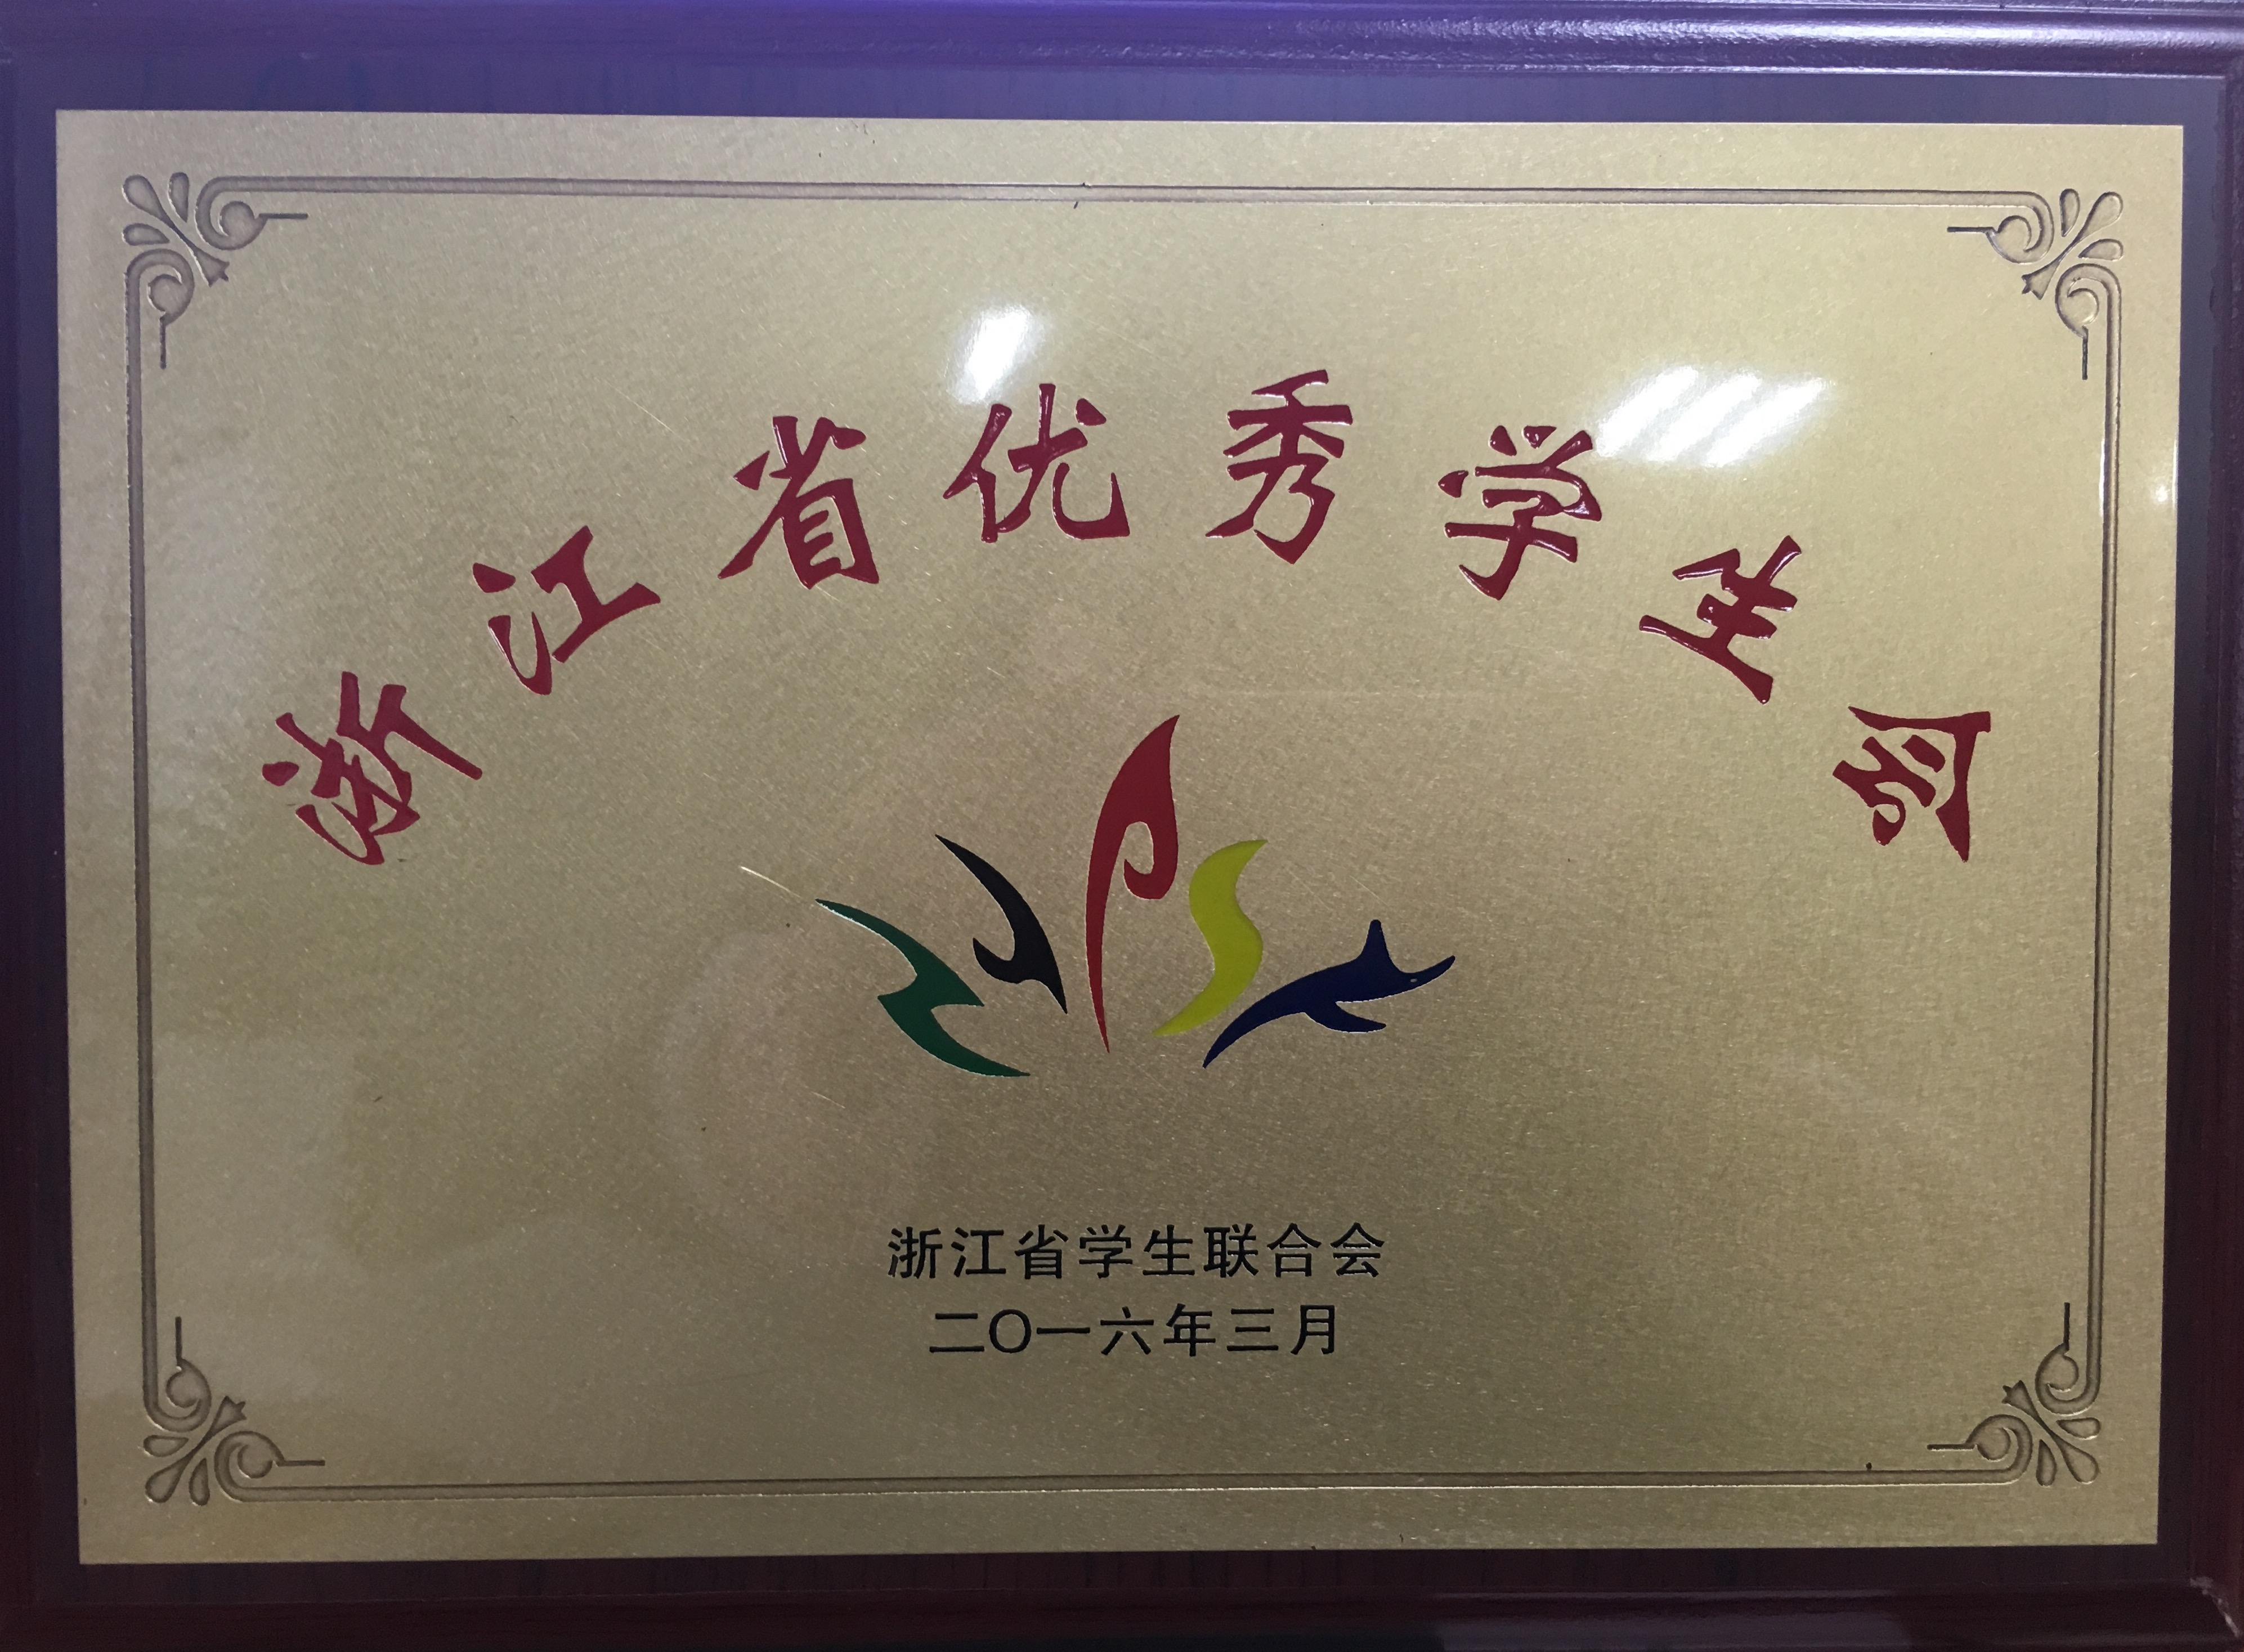 浙江省优秀学生会
浙江省学生联合会
二〇一六年三月